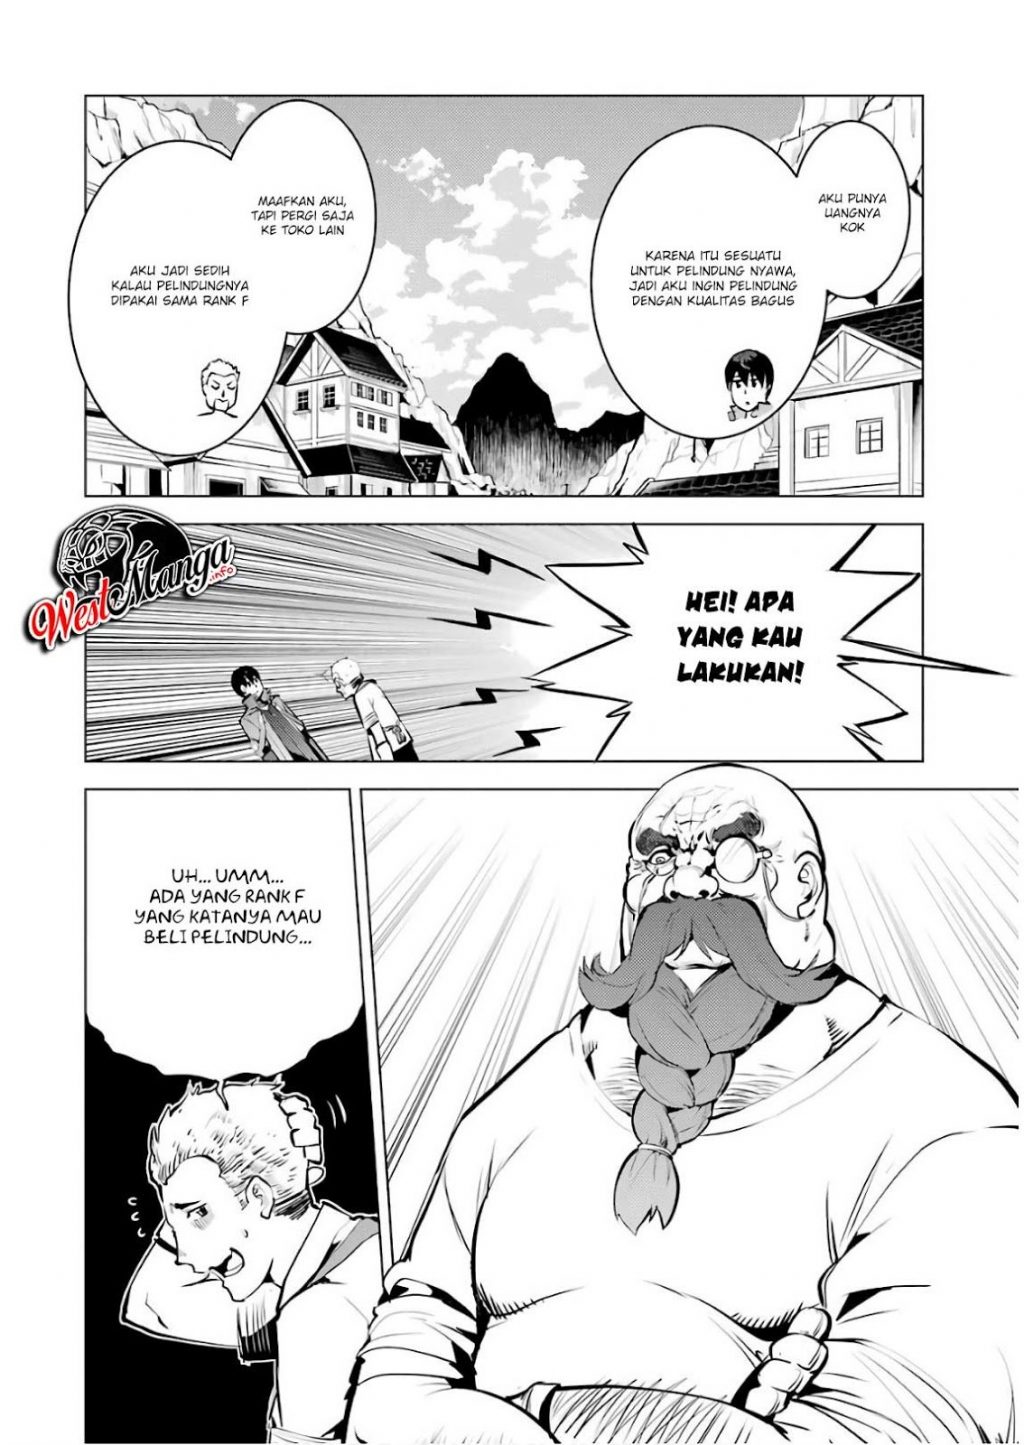 AKU PUNYA
UANGNYA
KOK
KARENA ITU SESUATU
UNTUK PELINDUNG NYAWA,
JADI AKU INGIN PELINDUNG
DENGAN KUALITAS BAGUS
MAAFKAN AKU,
TAPI PERGI SAJA
KE TOKO LAIN
AKU JADI SEDIH
KALAU PELINDUNGNYA
DIPAKAI SAMA RANK F
WestManga
.info
HEI! APA
YANG KAU
LAKUKAN!
UH... UMM...
ADA YANG RANK F
YANG KATANYA MAU
BELI PELINDUNG...